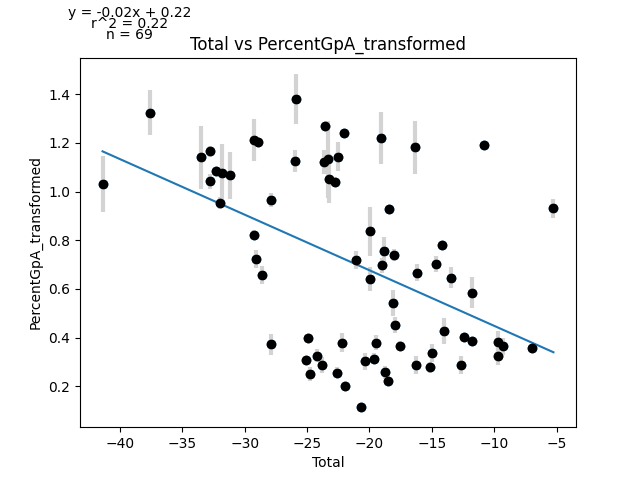 y = -0.02x + 0.22
r^2 = 0.22
n = 69
Total vs PercentGpA_transformed
PercentGpA_transformed
1.4
1.2
1.0
0.8
0.6
0.4
0.2
−40 −35 −30 −25 −20 −15 −10 −5
Total